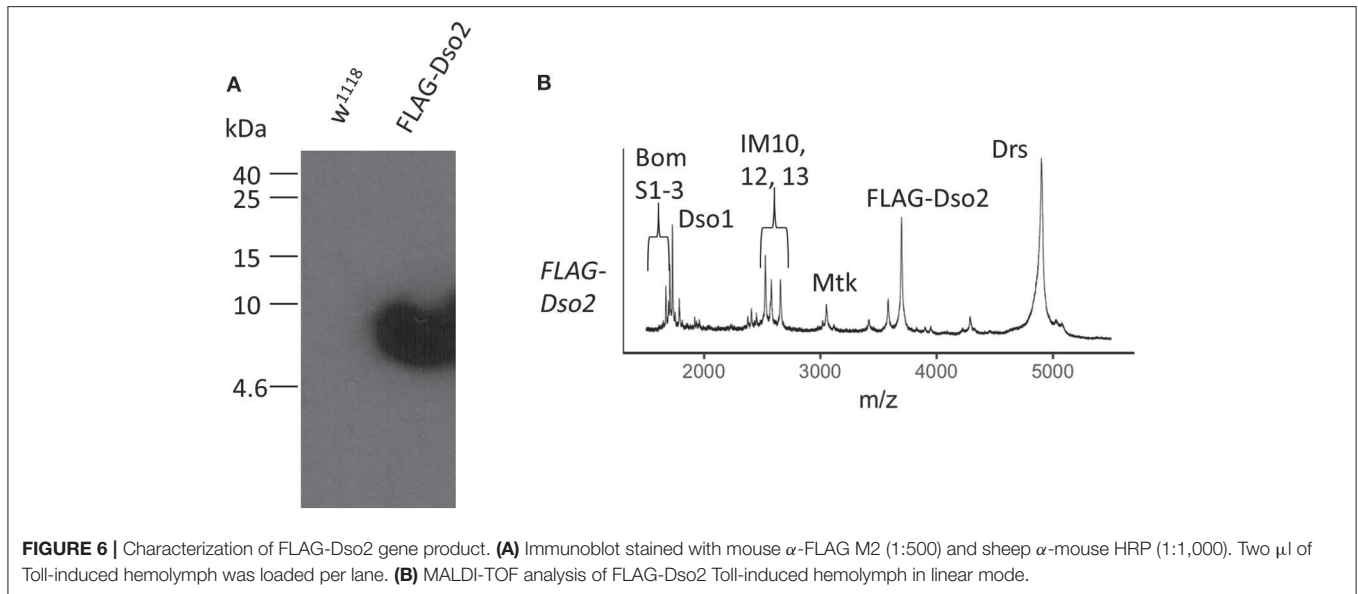 A
w1118
FLAG-Dso2
kDa
40
25
15
10
4.6
B
Bom
S1-3
Dso1
IM10,
12, 13
Mtk
FLAG-Dso2
Drs
FLAG-
Dso2
2000 3000 4000 5000
m/z
FIGURE 6 | Characterization of FLAG-Dso2 gene product. (A) Immunoblot stained with mouse α-FLAG M2 (1:500) and sheep α-mouse HRP (1:1,000). Two μl of
Toll-induced hemolymph was loaded per lane. (B) MALDI-TOF analysis of FLAG-Dso2 Toll-induced hemolymph in linear mode.